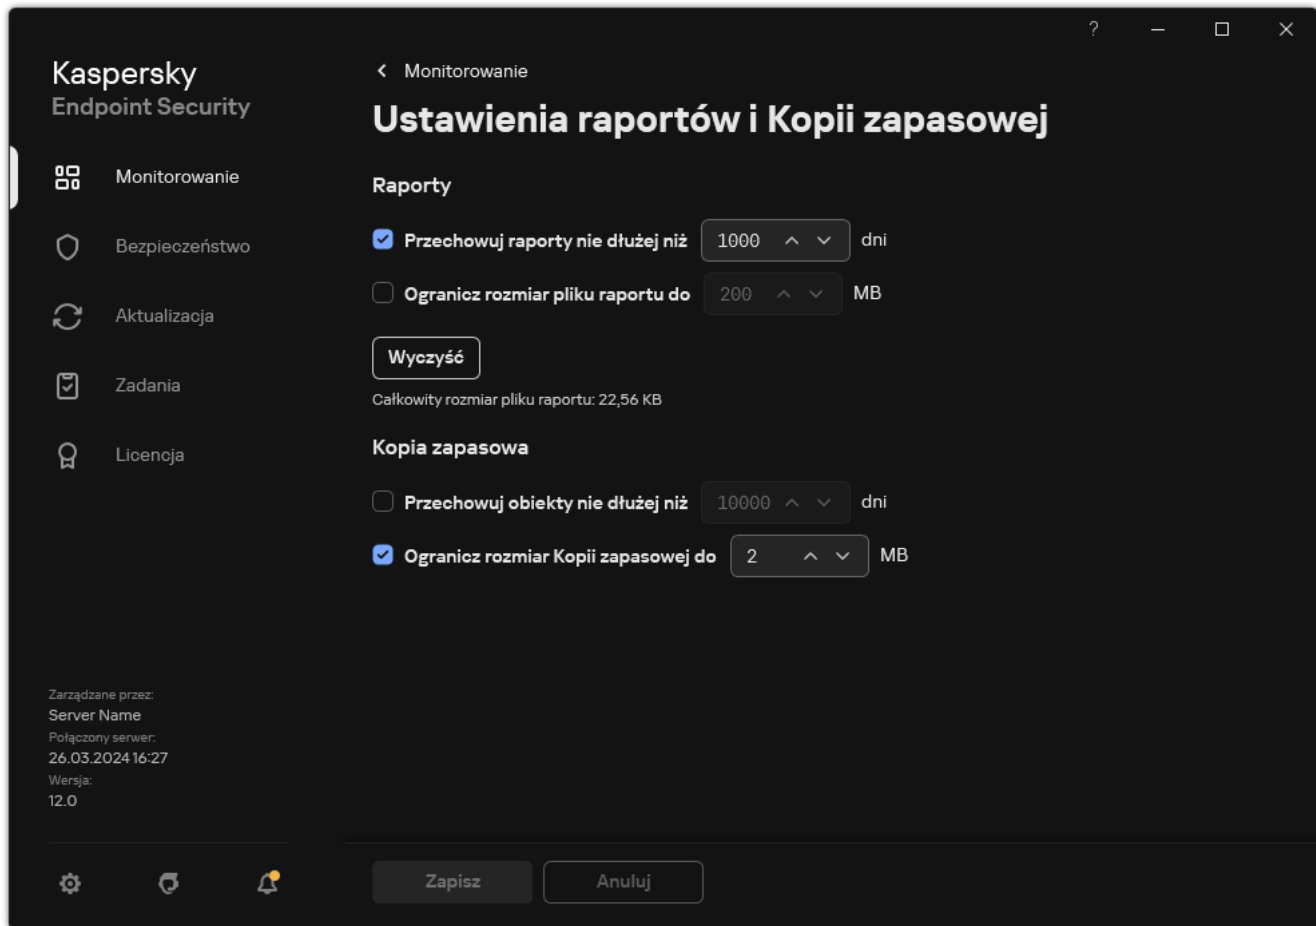 ?
Kaspersky
Endpoint Security
Monitorowanie
Bezpieczeństwo
Aktualizacja
Zadania
Licencja
Zarządzane przez:
Server Name
Połączony serwer:
26.03.2024 16:27
Wersja:
12.0
Monitorowanie
Ustawienia raportów i Kopii zapasowej
Raporty
Przechowuj raporty nie dłużej niż 1000 dni
Ogranicz rozmiar pliku raportu do 200 MB
Wyczyść
Całkowity rozmiar pliku raportu: 22,56 KB
Kopia zapasowa
Przechowuj obiekty nie dłużej niż 10000 dni
Ogranicz rozmiar Kopii zapasowej do 2 MB
Zapisz Anuluj